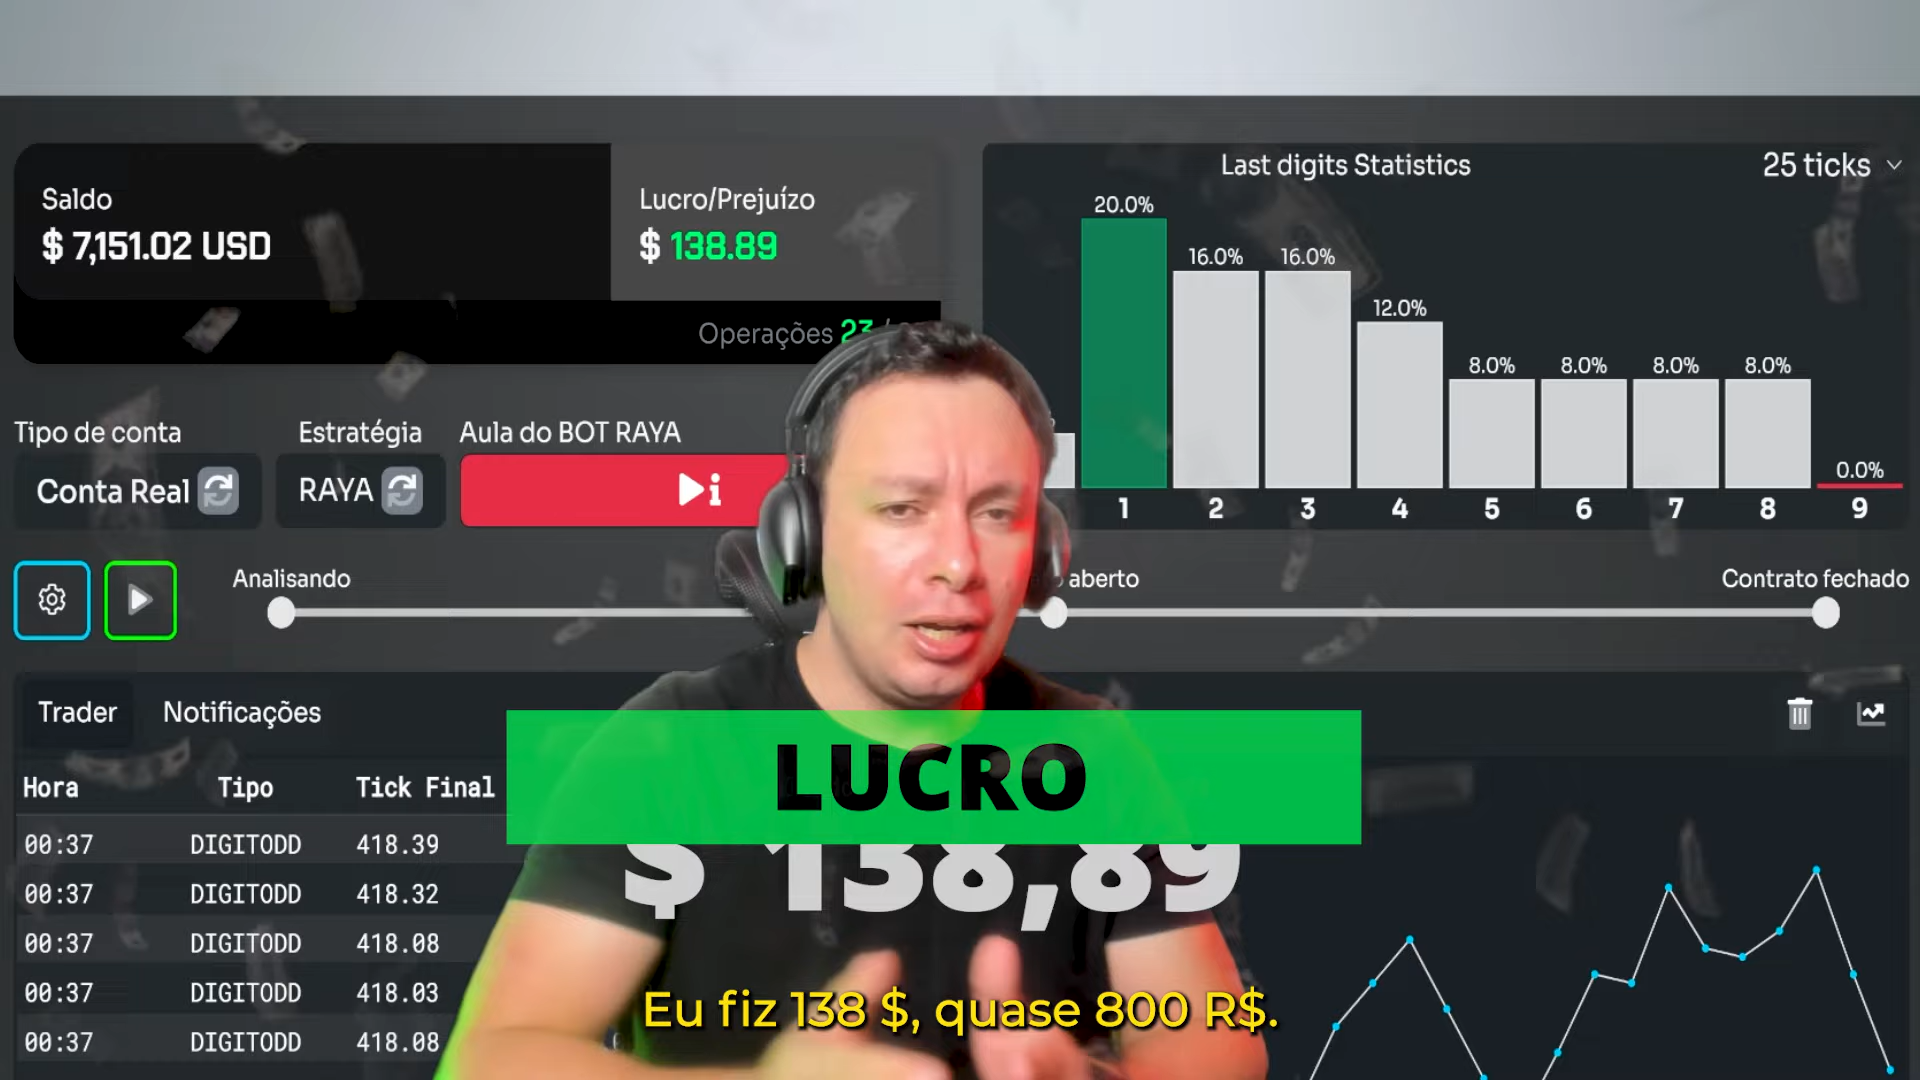 Saldo
$ 7,151.02 USD
Lucro/Prejuízo
$ 138.89
Operações 23 /
Last digits Statistics
25 ticks
20.0%
16.0%
16.0%
12.0%
8.0%
8.0%
8.0%
8.0%
0.0%
1 2 3 4 5 6 7 8 9
Tipo de conta
Conta Real
Estratégia
RAYA
Aula do BOT RAYA
Analisando
aberto
Contrato fechado
Trader
Notificações
Hora Tipo Tick Final
00:37 DIGITODD 418.39
00:37 DIGITODD 418.32
00:37 DIGITODD 418.08
00:37 DIGITODD 418.03
00:37 DIGITODD 418.08
LUCRO
$ 138,89
Eu fiz 138 $, quase 800 R$.